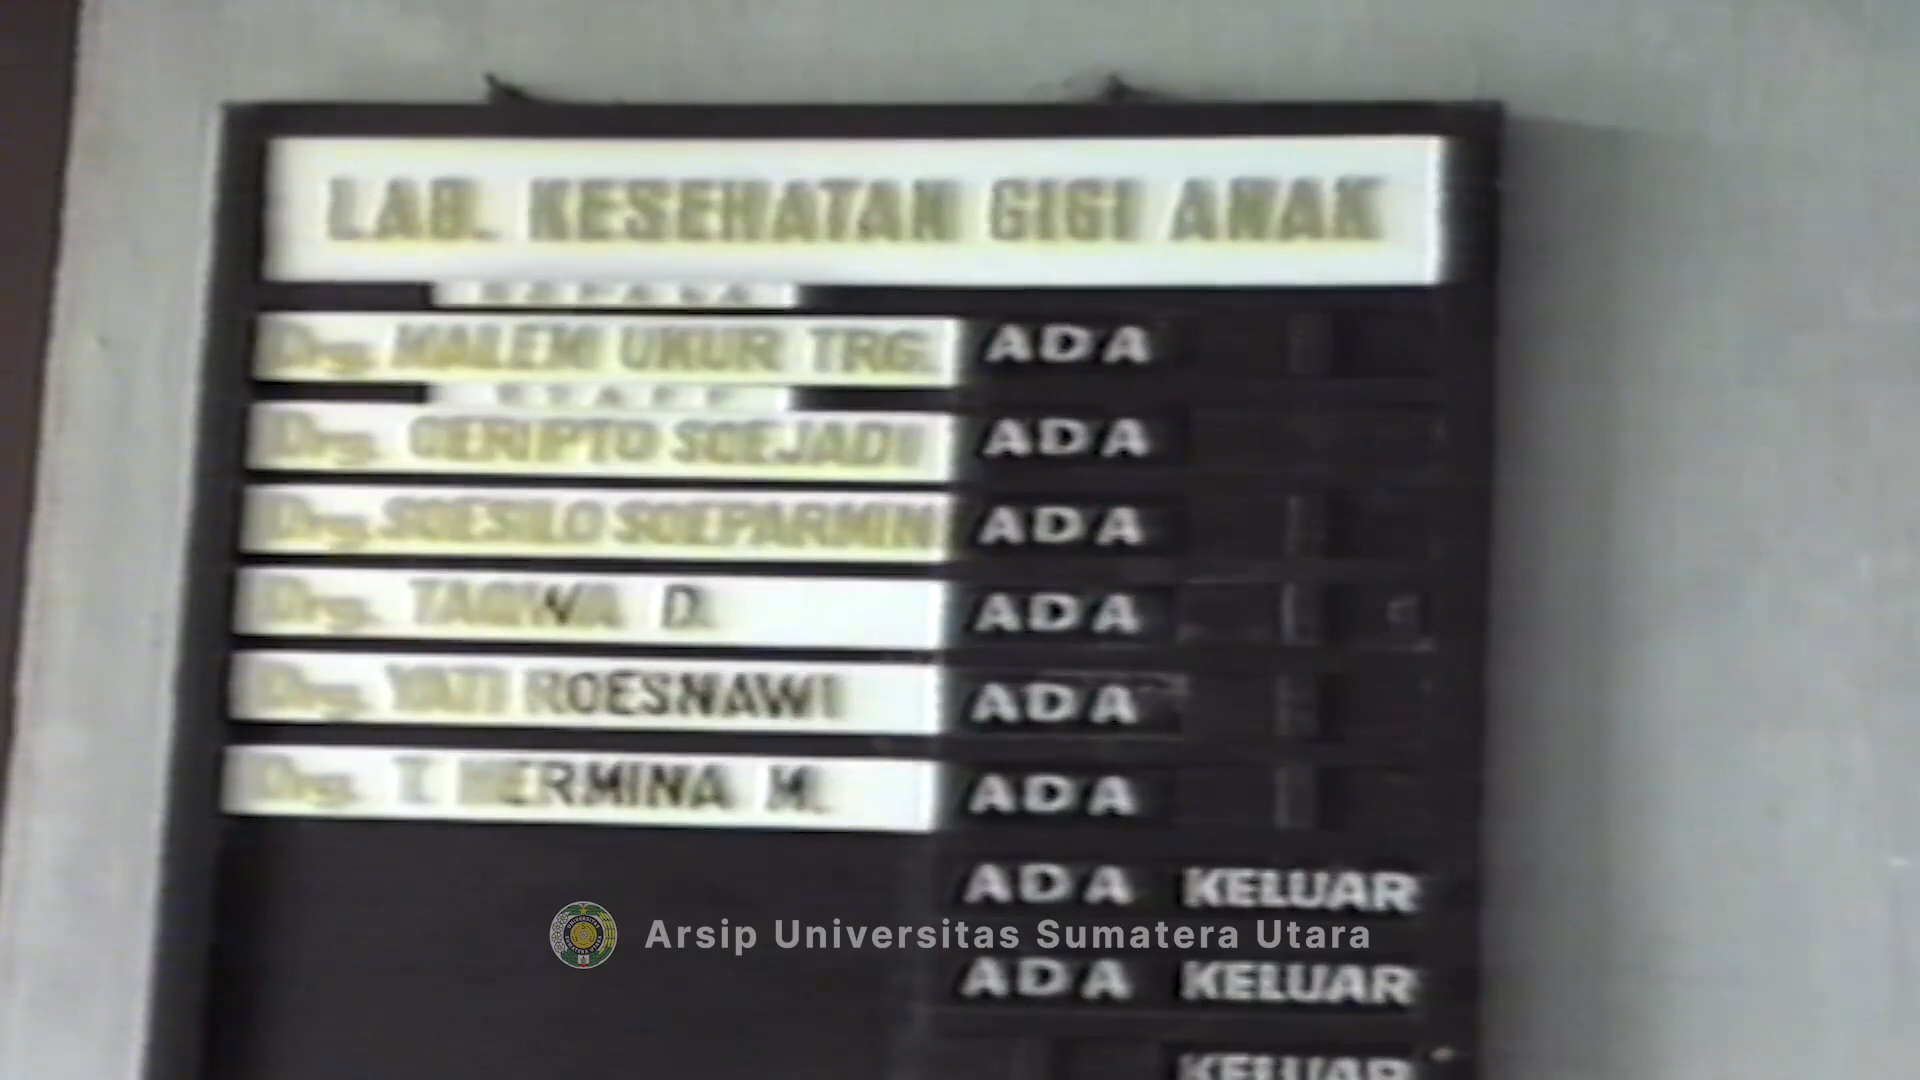 LAB. KESEHATAN GIGI ANAK
Drg. MALEM UKUR TRG. ADA
Drg. OERIPTO SOEJADI ADA
Drg. SOESILO SOEPARMIN ADA
Drg. TAQWA D. ADA
Drg. YATI ROESNAWI ADA
Drg. T. HERMINA M. ADA
ADA KELUAR
Arsip Universitas Sumatera Utara
ADA KELUAR
KELUAR